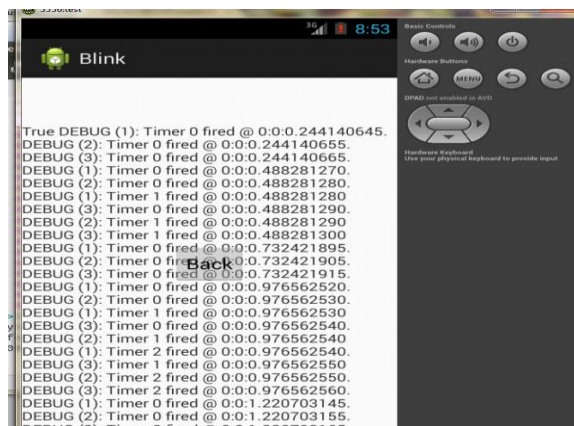 5556:test
3G 8:53
Blink
True DEBUG (1): Timer 0 fired @ 0:0:0.244140645.
DEBUG (2): Timer 0 fired @ 0:0:0.244140655.
DEBUG (3): Timer 0 fired @ 0:0:0.244140665.
DEBUG (1): Timer 0 fired @ 0:0:0.488281270.
DEBUG (2): Timer 0 fired @ 0:0:0.488281280.
DEBUG (1): Timer 1 fired @ 0:0:0.488281280
DEBUG (3): Timer 0 fired @ 0:0:0.488281290.
DEBUG (2): Timer 1 fired @ 0:0:0.488281290
DEBUG (3): Timer 1 fired @ 0:0:0.488281300
DEBUG (1): Timer 0 fired @ 0:0:0.732421895.
DEBUG (2): Timer 0 fired @ 0:0:0.732421905.
DEBUG (3): Timer 0 fired @ 0:0:0.732421915.
Back
DEBUG (1): Timer 0 fired @ 0:0:0.976562520.
DEBUG (2): Timer 0 fired @ 0:0:0.976562530.
DEBUG (1): Timer 1 fired @ 0:0:0.976562530
DEBUG (3): Timer 0 fired @ 0:0:0.976562540.
DEBUG (2): Timer 1 fired @ 0:0:0.976562540
DEBUG (1): Timer 2 fired @ 0:0:0.976562540.
DEBUG (3): Timer 1 fired @ 0:0:0.976562550
DEBUG (2): Timer 2 fired @ 0:0:0.976562550.
DEBUG (3): Timer 2 fired @ 0:0:0.976562560.
DEBUG (1): Timer 0 fired @ 0:0:1.220703145.
DEBUG (2): Timer 0 fired @ 0:0:1.220703155.
Basic Controls
Hardware Buttons
MENU
DPAD not enabled in AVD
Hardware Keyboard
Use your physical keyboard to provide input